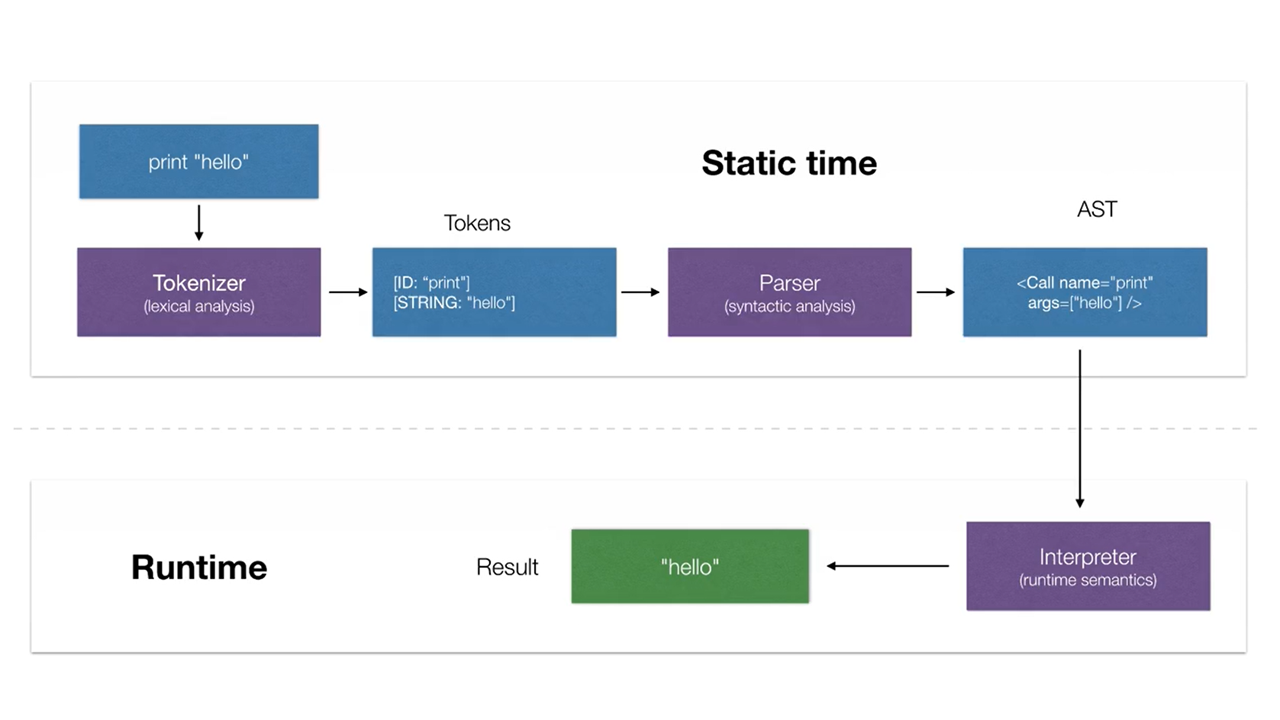 print "hello"
Static time
Tokens
AST
Tokenizer
(lexical analysis)
[ID: “print"]
[STRING: "hello"]
Parser
(syntactic analysis)
<Call name="print"
args=["hello"] />
Runtime
Result
"hello"
Interpreter
(runtime semantics)